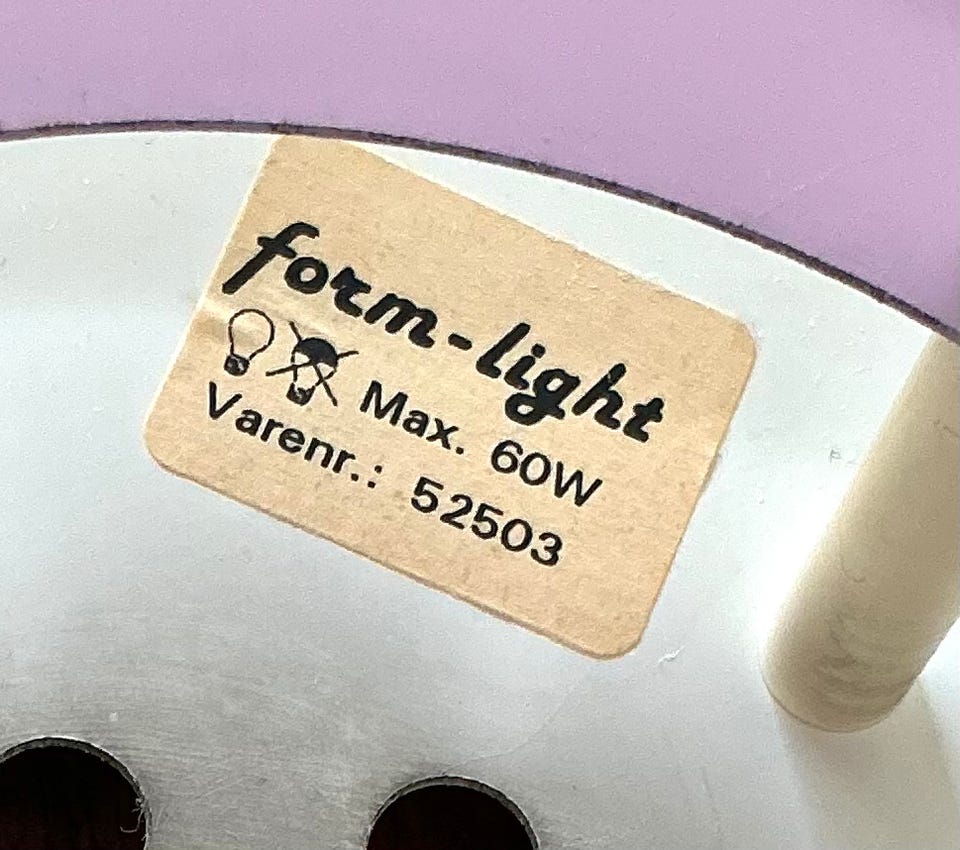 form-light
Max. 60W
Varenr.: 52503